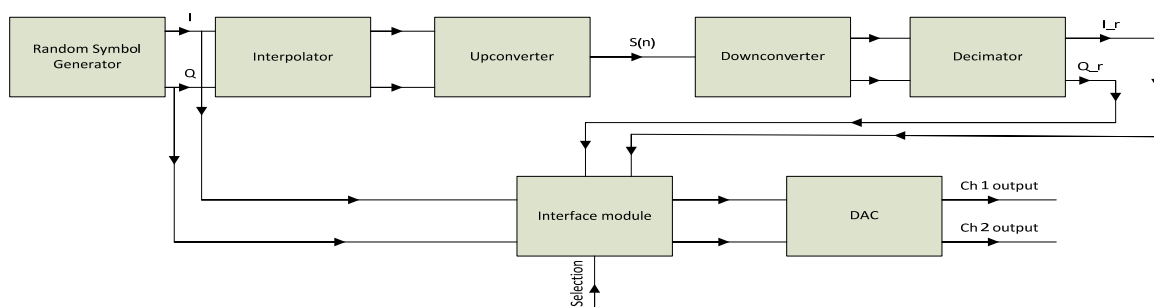 I
Random Symbol
Generator
Q
Interpolator
Upconverter
S(n)
Downconverter
Decimator
I_r
Q_r
Interface module
DAC
Ch 1 output
Ch 2 output
Selection